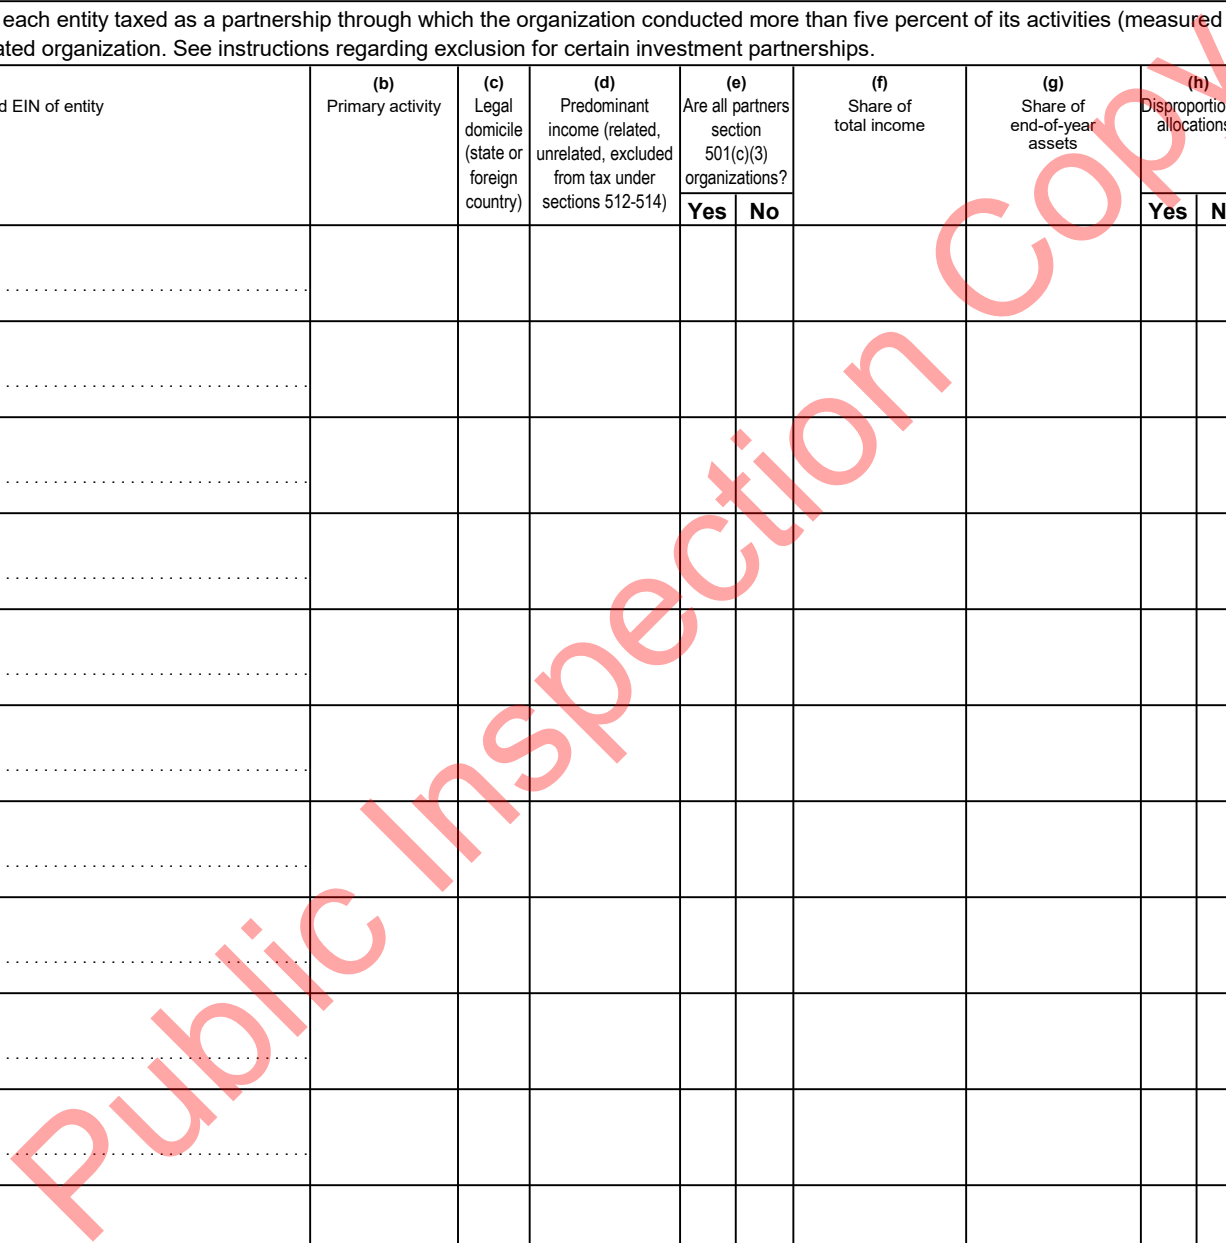 each entity taxed as a partnership through which the organization conducted more than five percent of its activities (measured
ated organization. See instructions regarding exclusion for certain investment partnerships.
d EIN of entity
(b)
Primary activity
(c)
Legal
domicile
(state or
foreign
country)
(d)
Predominant
income (related,
unrelated, excluded
from tax under
sections 512-514)
(e)
Are all partners
section
501(c)(3)
organizations?
Yes No
(f)
Share of
total income
(g)
Share of
end-of-year
assets
(h)
Disproportio
allocations
Yes N
Public Inspection Copy